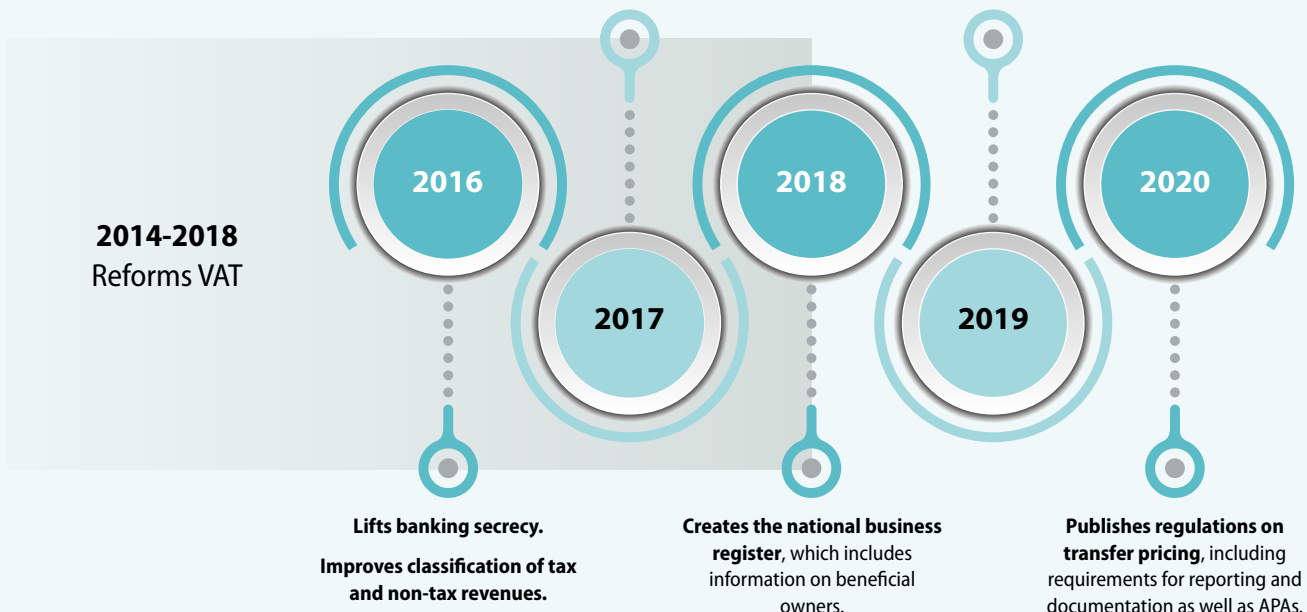 2014-2018
Reforms VAT
2016
2017
2018
2019
2020
Lifts banking secrecy.
Improves classification of tax
and non-tax revenues.
Creates the national business
register, which includes
information on beneficial
owners.
Publishes regulations on
transfer pricing, including
requirements for reporting and
documentation as well as APAs.